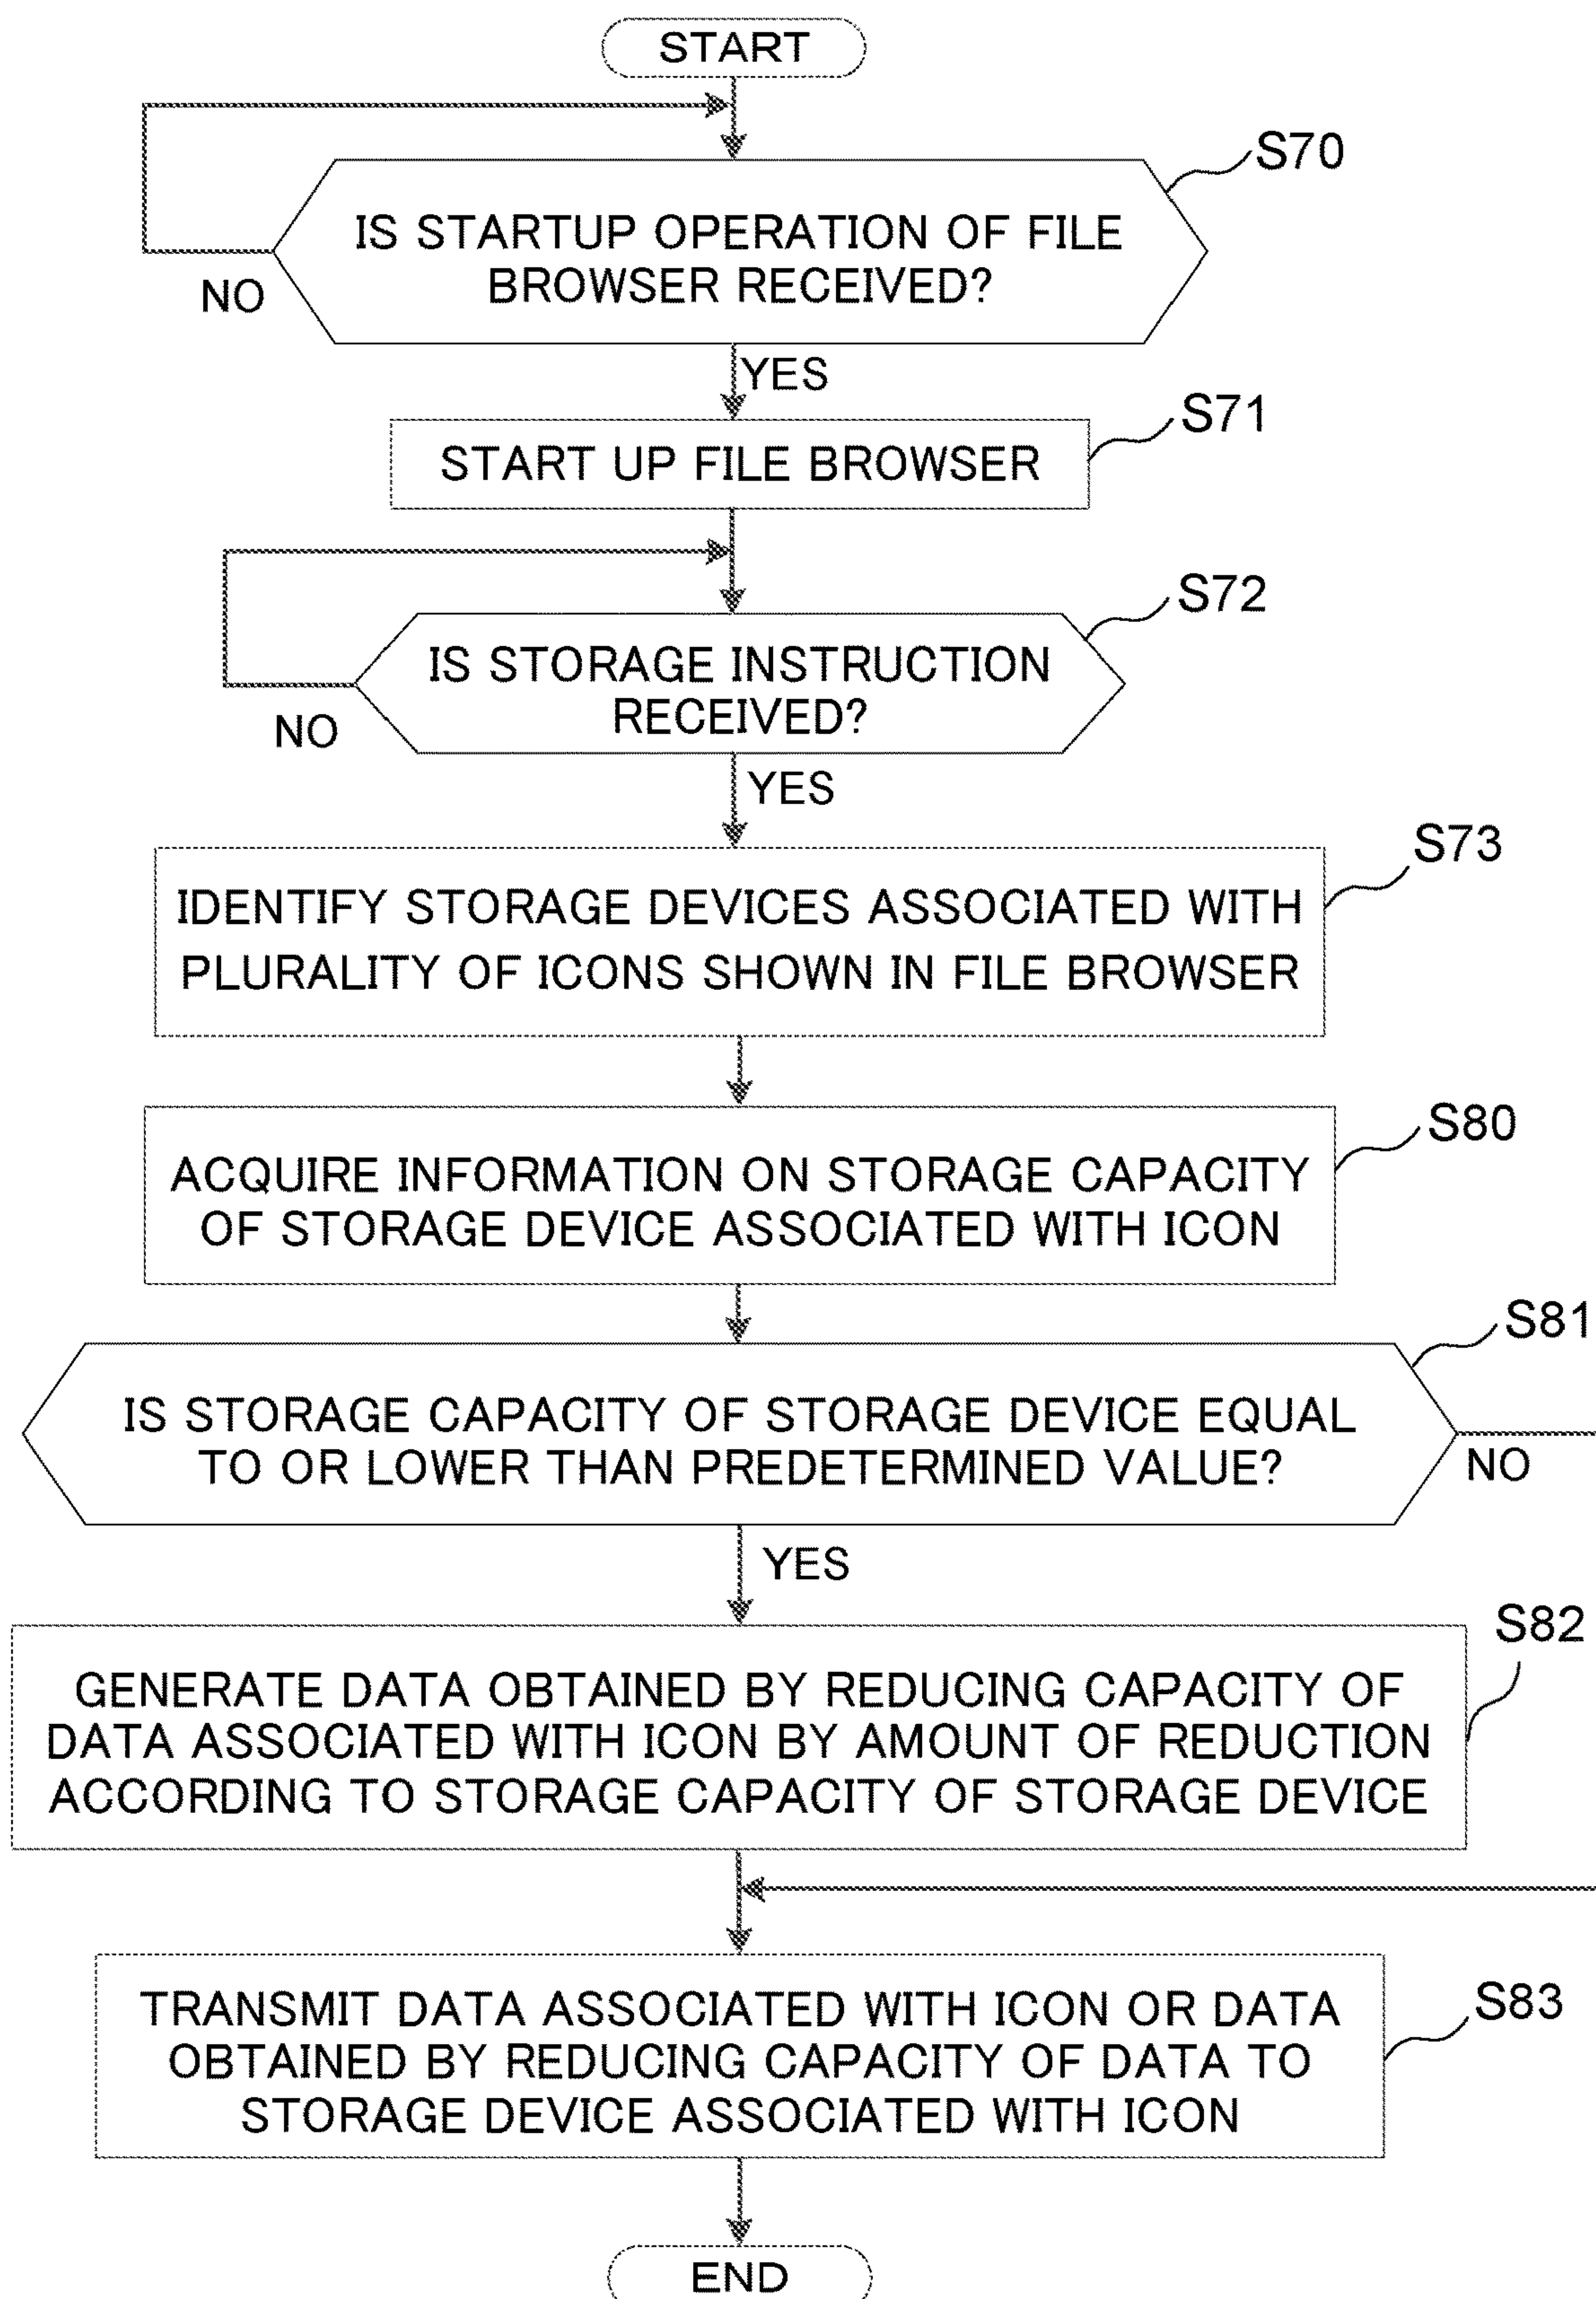 START
S70
IS STARTUP OPERATION OF FILE
BROWSER RECEIVED?
NO
YES
S71
START UP FILE BROWSER
S72
IS STORAGE INSTRUCTION
RECEIVED?
NO
YES
S73
IDENTIFY STORAGE DEVICES ASSOCIATED WITH
PLURALITY OF ICONS SHOWN IN FILE BROWSER
S80
ACQUIRE INFORMATION ON STORAGE CAPACITY
OF STORAGE DEVICE ASSOCIATED WITH ICON
S81
IS STORAGE CAPACITY OF STORAGE DEVICE EQUAL
TO OR LOWER THAN PREDETERMINED VALUE?
NO
YES
S82
GENERATE DATA OBTAINED BY REDUCING CAPACITY OF
DATA ASSOCIATED WITH ICON BY AMOUNT OF REDUCTION
ACCORDING TO STORAGE CAPACITY OF STORAGE DEVICE
S83
TRANSMIT DATA ASSOCIATED WITH ICON OR DATA
OBTAINED BY REDUCING CAPACITY OF DATA TO
STORAGE DEVICE ASSOCIATED WITH ICON
END